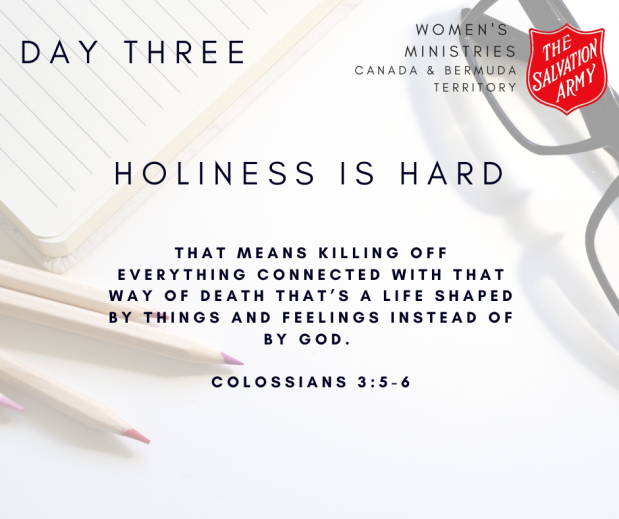 DAY THREE
WOMEN'S
MINISTRIES
CANADA & BERMUDA
TERRITORY
THE
SALVATION
ARMY
HOLINESS IS HARD
THAT MEANS KILLING OFF
EVERYTHING CONNECTED WITH THAT
WAY OF DEATH THAT'S A LIFE SHAPED
BY THINGS AND FEELINGS INSTEAD OF
BY GOD.
COLOSSIANS 3:5-6